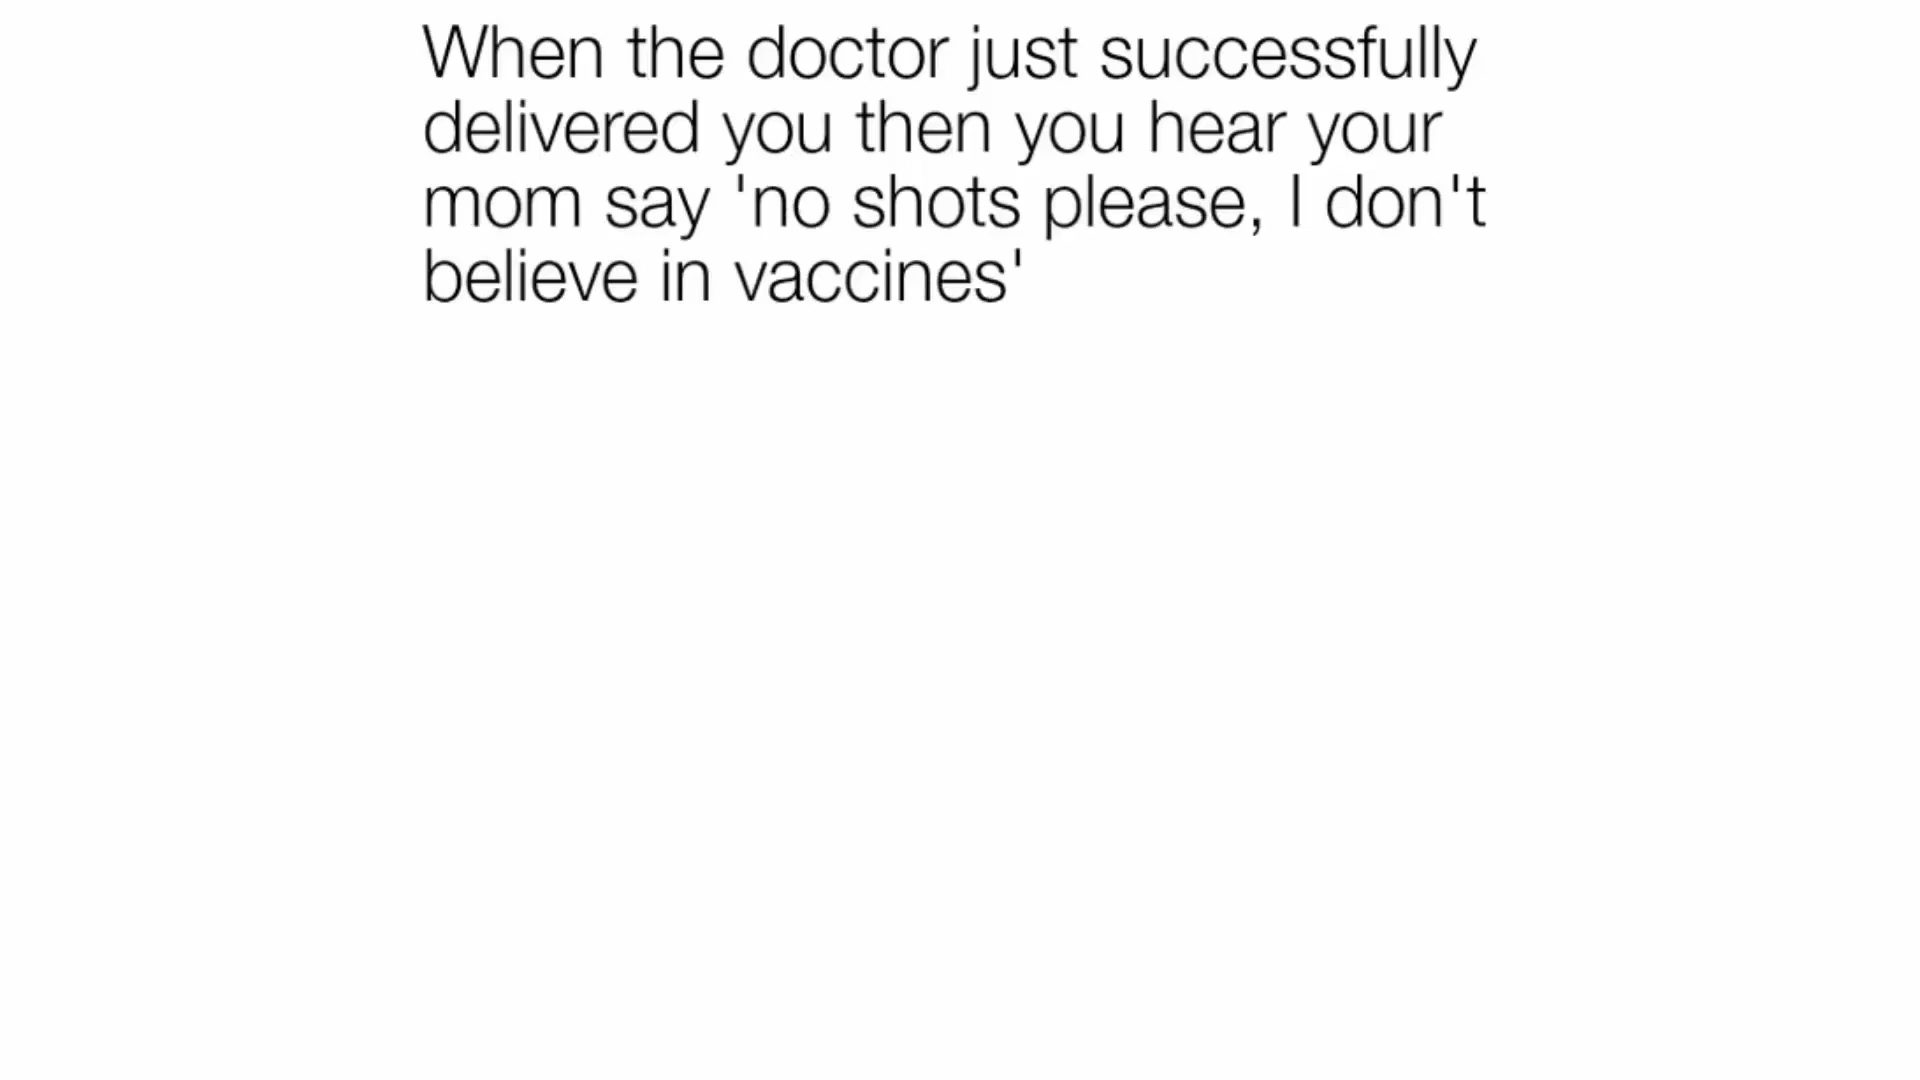 When the doctor just successfully
delivered you then you hear your
mom say 'no shots please, I don't
believe in vaccines'